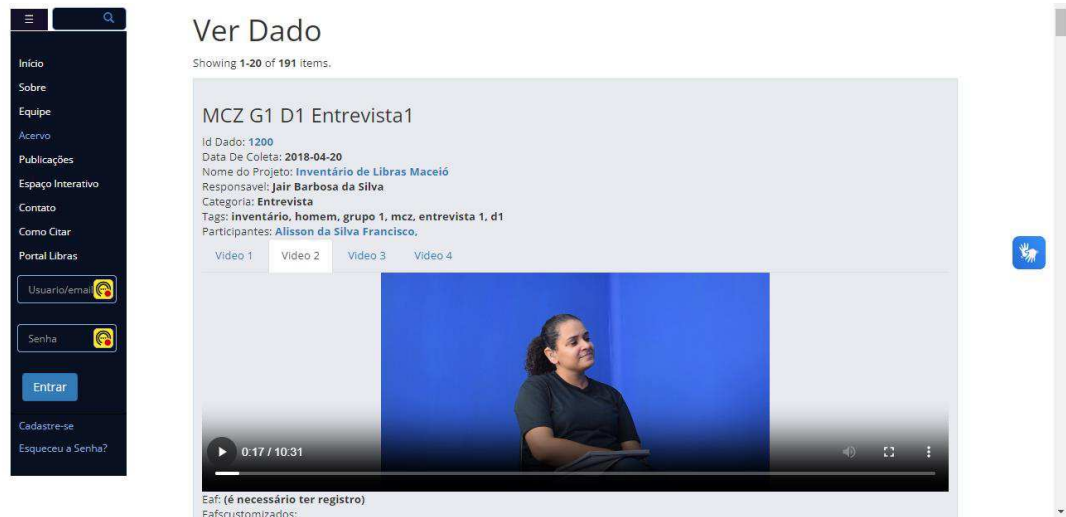 Ver Dado
Showing 1-20 of 191 items.
Início
Sobre
Equipe
Acervo
Publicações
Espaço Interativo
Contato
Como Citar
Portal Libras
Usuario/email
Senha
Entrar
Cadastre-se
Esqueceu a Senha?
MCZ G1 D1 Entrevista1
Id Dado: 1200
Data De Coleta: 2018-04-20
Nome do Projeto: Inventário de Libras Maceió
Responsavel: Jair Barbosa da Silva
Categoria: Entrevista
Tags: inventário, homem, grupo 1, mcz, entrevista 1, d1
Participantes: Alisson da Silva Francisco,
Video 1 Video 2 Video 3 Video 4
0:17 / 10:31
Eaf: (é necessário ter registro)
Eafscustomizados: